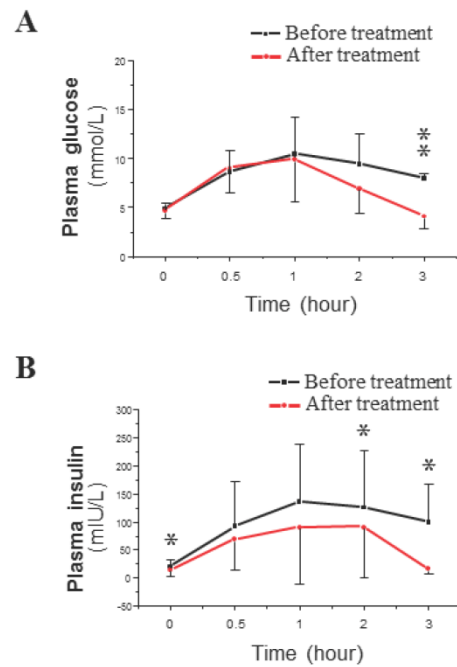 A
Before treatment
After treatment
Plasma glucose
(mmol/L)
20
15
10
5
0
**
0 0.5 1 2 3
Time (hour)
B
Before treatment
After treatment
Plasma insulin
(mIU/L)
300
250
200
150
100
50
0
-50
* * *
0 0.5 1 2 3
Time (hour)